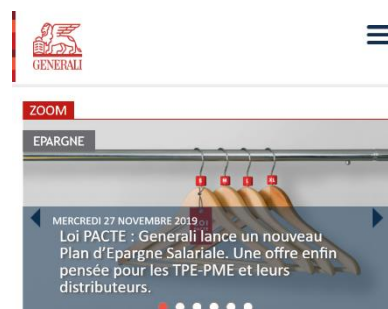 GENERALI
ZOOM
EPARGNE
S M L XL
MERCREDI 27 NOVEMBRE 2019
Loi PACTE : Generali lance un nouveau
Plan d'Epargne Salariale. Une offre enfin
pensée pour les TPE-PME et leurs
distributeurs.